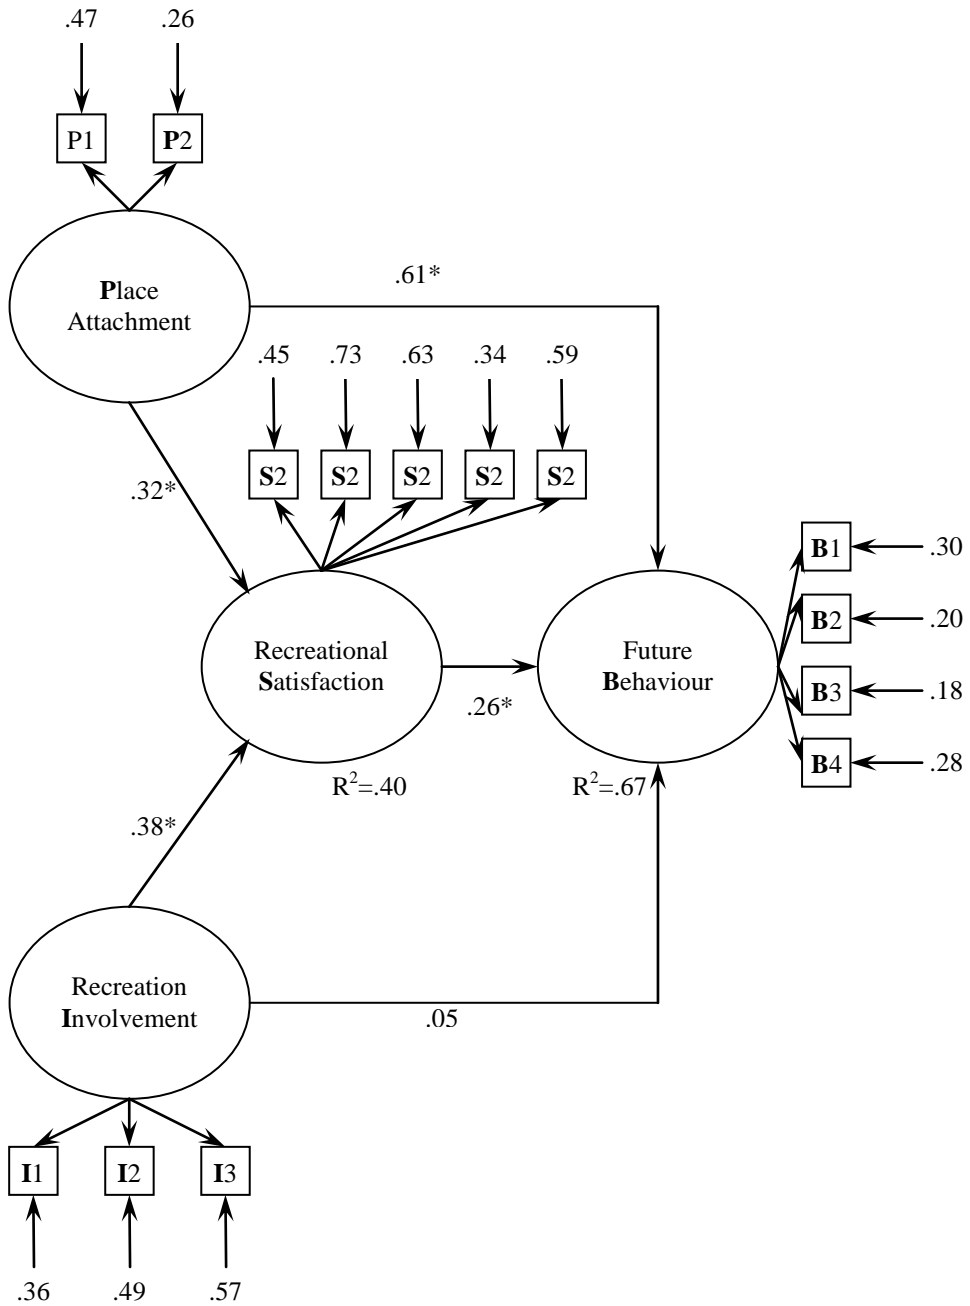 .47 .26
P1 P2
Place
Attachment
.61*
.45 .73 .63 .34 .59
S2 S2 S2 S2 S2
.32*
B1 .30
B2 .20
B3 .18
B4 .28
Recreational
Satisfaction
Future
Behaviour
.26*
R²=.40
R²=.67
.38*
Recreation
Involvement
.05
I1 I2 I3
.36 .49 .57